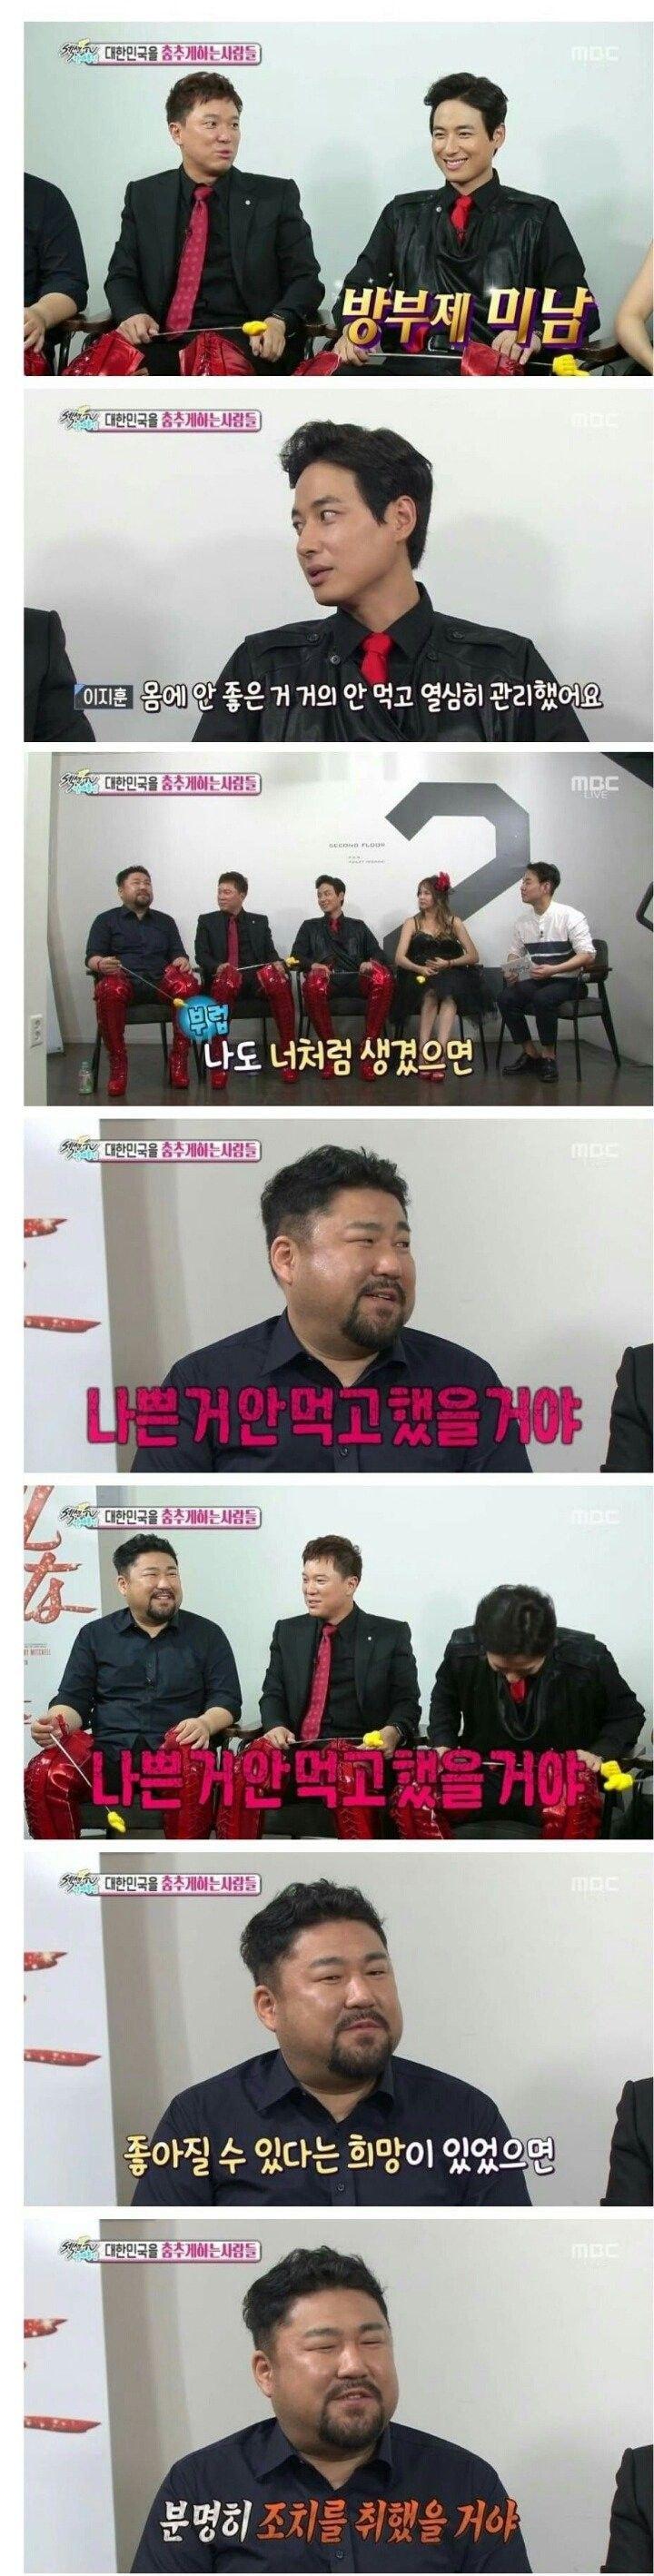 섹션TV
대한민국을 춤추게하는사람들
MBC
방부제 미남
대한민국을 춤추게하는사람들
MBC
이지훈 몸에 안 좋은 거 거의 안 먹고 열심히 관리했어요
대한민국을 춤추게하는사람들
MBC
LIVE
SECOND FLOOR
부럼
나도 너처럼 생겼으면
대한민국을 춤추게하는사람들
MBC
나쁜 거 안 먹고 했을 거야
대한민국을 춤추게하는사람들
MBC
나쁜 거 안 먹고 했을 거야
대한민국을 춤추게하는사람들
MBC
좋아질 수 있다는 희망이 있었으면
대한민국을 춤추게하는사람들
MBC
분명히 조치를 취했을 거야